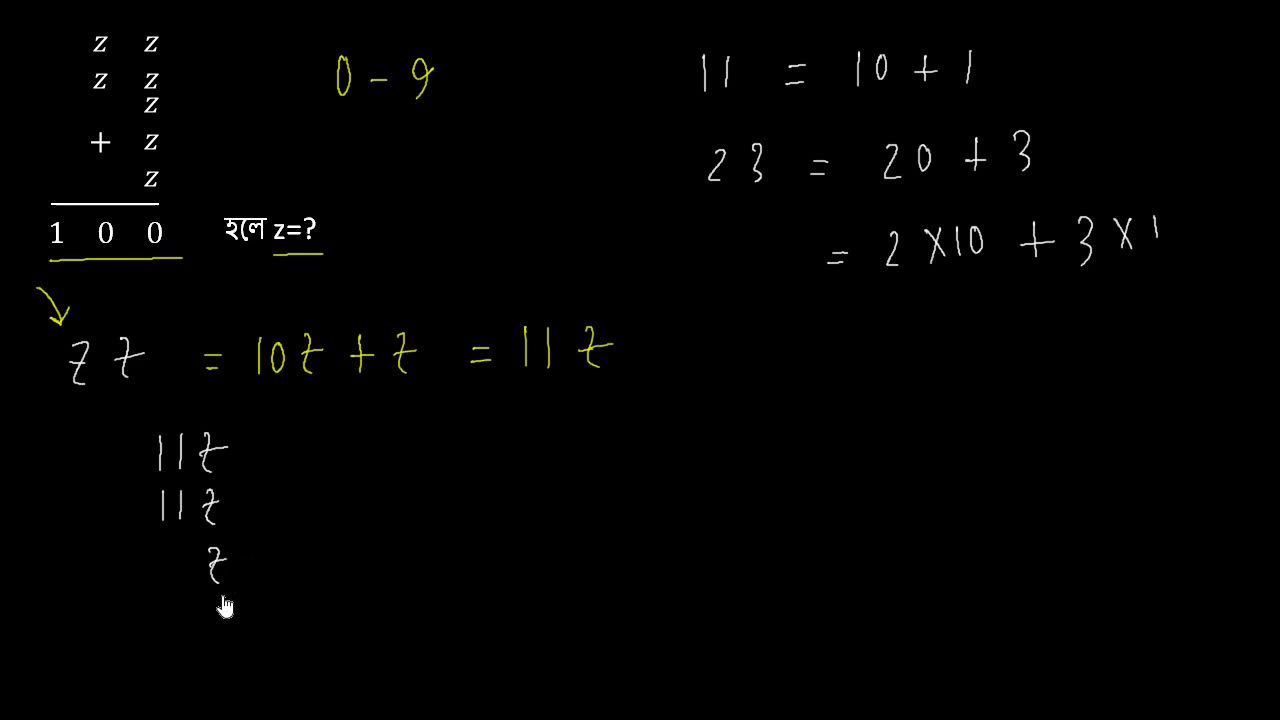 z z
z z
z
+ z
z
1 0 0 হলে z=?
0 - 9
11 = 10 + 1
23 = 20 + 3
= 2 × 10 + 3 × 1
z z = 10z + z = 11z
11z
11z
z